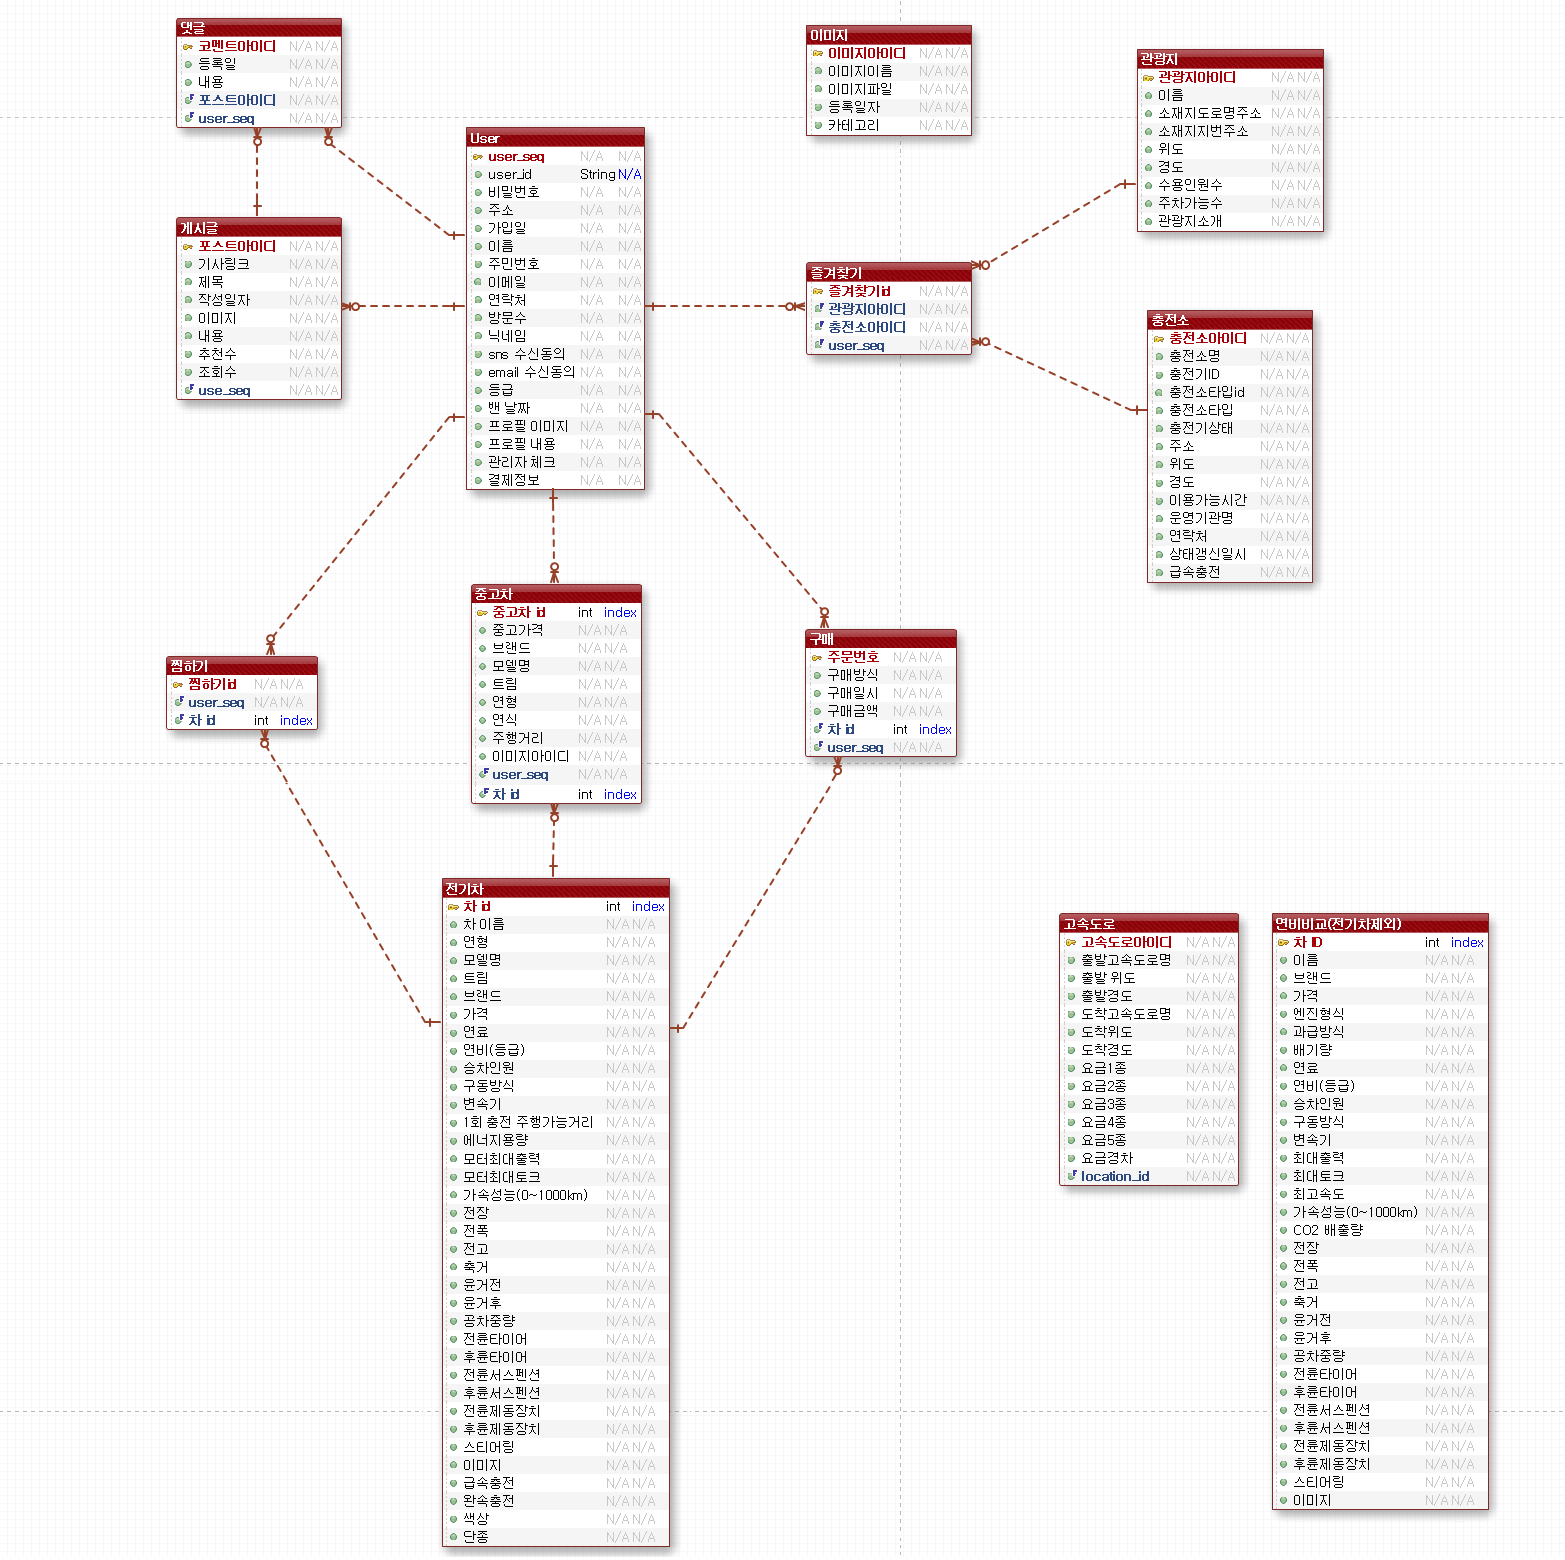 댓글
코멘트아이디 N/A N/A
등록일 N/A N/A
내용 N/A N/A
포스트아이디 N/A N/A
user_seq N/A N/A
게시글
포스트아이디 N/A N/A
기사링크 N/A N/A
제목 N/A N/A
작성일자 N/A N/A
이미지 N/A N/A
내용 N/A N/A
추천수 N/A N/A
조회수 N/A N/A
use_seq N/A N/A
User
user_seq N/A N/A
user_id String N/A
비밀번호 N/A N/A
주소 N/A N/A
가입일 N/A N/A
이름 N/A N/A
주민번호 N/A N/A
이메일 N/A N/A
연락처 N/A N/A
방문수 N/A N/A
닉네임 N/A N/A
sns 수신동의 N/A N/A
email 수신동의 N/A N/A
등급 N/A N/A
밴 날짜 N/A N/A
프로필 이미지 N/A N/A
프로필 내용 N/A N/A
관리자 체크 N/A N/A
결제정보 N/A N/A
이미지
이미지아이디 N/A N/A
이미지이름 N/A N/A
이미지파일 N/A N/A
등록일자 N/A N/A
카테고리 N/A N/A
관광지
관광지아이디 N/A N/A
이름 N/A N/A
소재지도로명주소 N/A N/A
소재지지번주소 N/A N/A
위도 N/A N/A
경도 N/A N/A
수용인원수 N/A N/A
주차가능수 N/A N/A
관광지소개 N/A N/A
즐겨찾기
즐겨찾기id N/A N/A
관광지아이디 N/A N/A
충전소아이디 N/A N/A
user_seq N/A N/A
충전소
충전소아이디 N/A N/A
충전소명 N/A N/A
충전기ID N/A N/A
충전소타입id N/A N/A
충전소타입 N/A N/A
충전기상태 N/A N/A
주소 N/A N/A
위도 N/A N/A
경도 N/A N/A
이용가능시간 N/A N/A
운영기관명 N/A N/A
연락처 N/A N/A
상태갱신일시 N/A N/A
급속충전 N/A N/A
찜하기
찜하기id N/A N/A
user_seq N/A N/A
차 id int index
중고차
중고차 id int index
중고가격 N/A N/A
브랜드 N/A N/A
모델명 N/A N/A
트림 N/A N/A
연형 N/A N/A
연식 N/A N/A
주행거리 N/A N/A
이미지아이디 N/A N/A
user_seq N/A N/A
차 id int index
구매
주문번호 N/A N/A
구매방식 N/A N/A
구매일시 N/A N/A
구매금액 N/A N/A
차 id int index
user_seq N/A N/A
전기차
차 id int index
차 이름 N/A N/A
연형 N/A N/A
모델명 N/A N/A
트림 N/A N/A
브랜드 N/A N/A
가격 N/A N/A
연료 N/A N/A
연비(등급) N/A N/A
승차인원 N/A N/A
구동방식 N/A N/A
변속기 N/A N/A
1회 충전 주행가능거리 N/A N/A
에너지용량 N/A N/A
모터최대출력 N/A N/A
모터최대토크 N/A N/A
가속성능(0~1000km) N/A N/A
전장 N/A N/A
전폭 N/A N/A
전고 N/A N/A
축거 N/A N/A
윤거전 N/A N/A
윤거후 N/A N/A
공차중량 N/A N/A
전륜타이어 N/A N/A
후륜타이어 N/A N/A
전륜서스펜션 N/A N/A
후륜서스펜션 N/A N/A
전륜제동장치 N/A N/A
후륜제동장치 N/A N/A
스티어링 N/A N/A
이미지 N/A N/A
급속충전 N/A N/A
완속충전 N/A N/A
색상 N/A N/A
단종 N/A N/A
고속도로
고속도로아이디 N/A N/A
출발고속도로명 N/A N/A
출발 위도 N/A N/A
출발경도 N/A N/A
도착고속도로명 N/A N/A
도착위도 N/A N/A
도착경도 N/A N/A
요금1종 N/A N/A
요금2종 N/A N/A
요금3종 N/A N/A
요금4종 N/A N/A
요금5종 N/A N/A
요금경차 N/A N/A
location_id N/A N/A
연비비교(전기차제외)
차 ID int index
이름 N/A N/A
브랜드 N/A N/A
가격 N/A N/A
엔진형식 N/A N/A
과급방식 N/A N/A
배기량 N/A N/A
연료 N/A N/A
연비(등급) N/A N/A
승차인원 N/A N/A
구동방식 N/A N/A
변속기 N/A N/A
최대출력 N/A N/A
최대토크 N/A N/A
최고속도 N/A N/A
가속성능(0~1000km) N/A N/A
CO2 배출량 N/A N/A
전장 N/A N/A
전폭 N/A N/A
전고 N/A N/A
축거 N/A N/A
윤거전 N/A N/A
윤거후 N/A N/A
공차중량 N/A N/A
전륜타이어 N/A N/A
후륜타이어 N/A N/A
전륜서스펜션 N/A N/A
후륜서스펜션 N/A N/A
전륜제동장치 N/A N/A
후륜제동장치 N/A N/A
스티어링 N/A N/A
이미지 N/A N/A